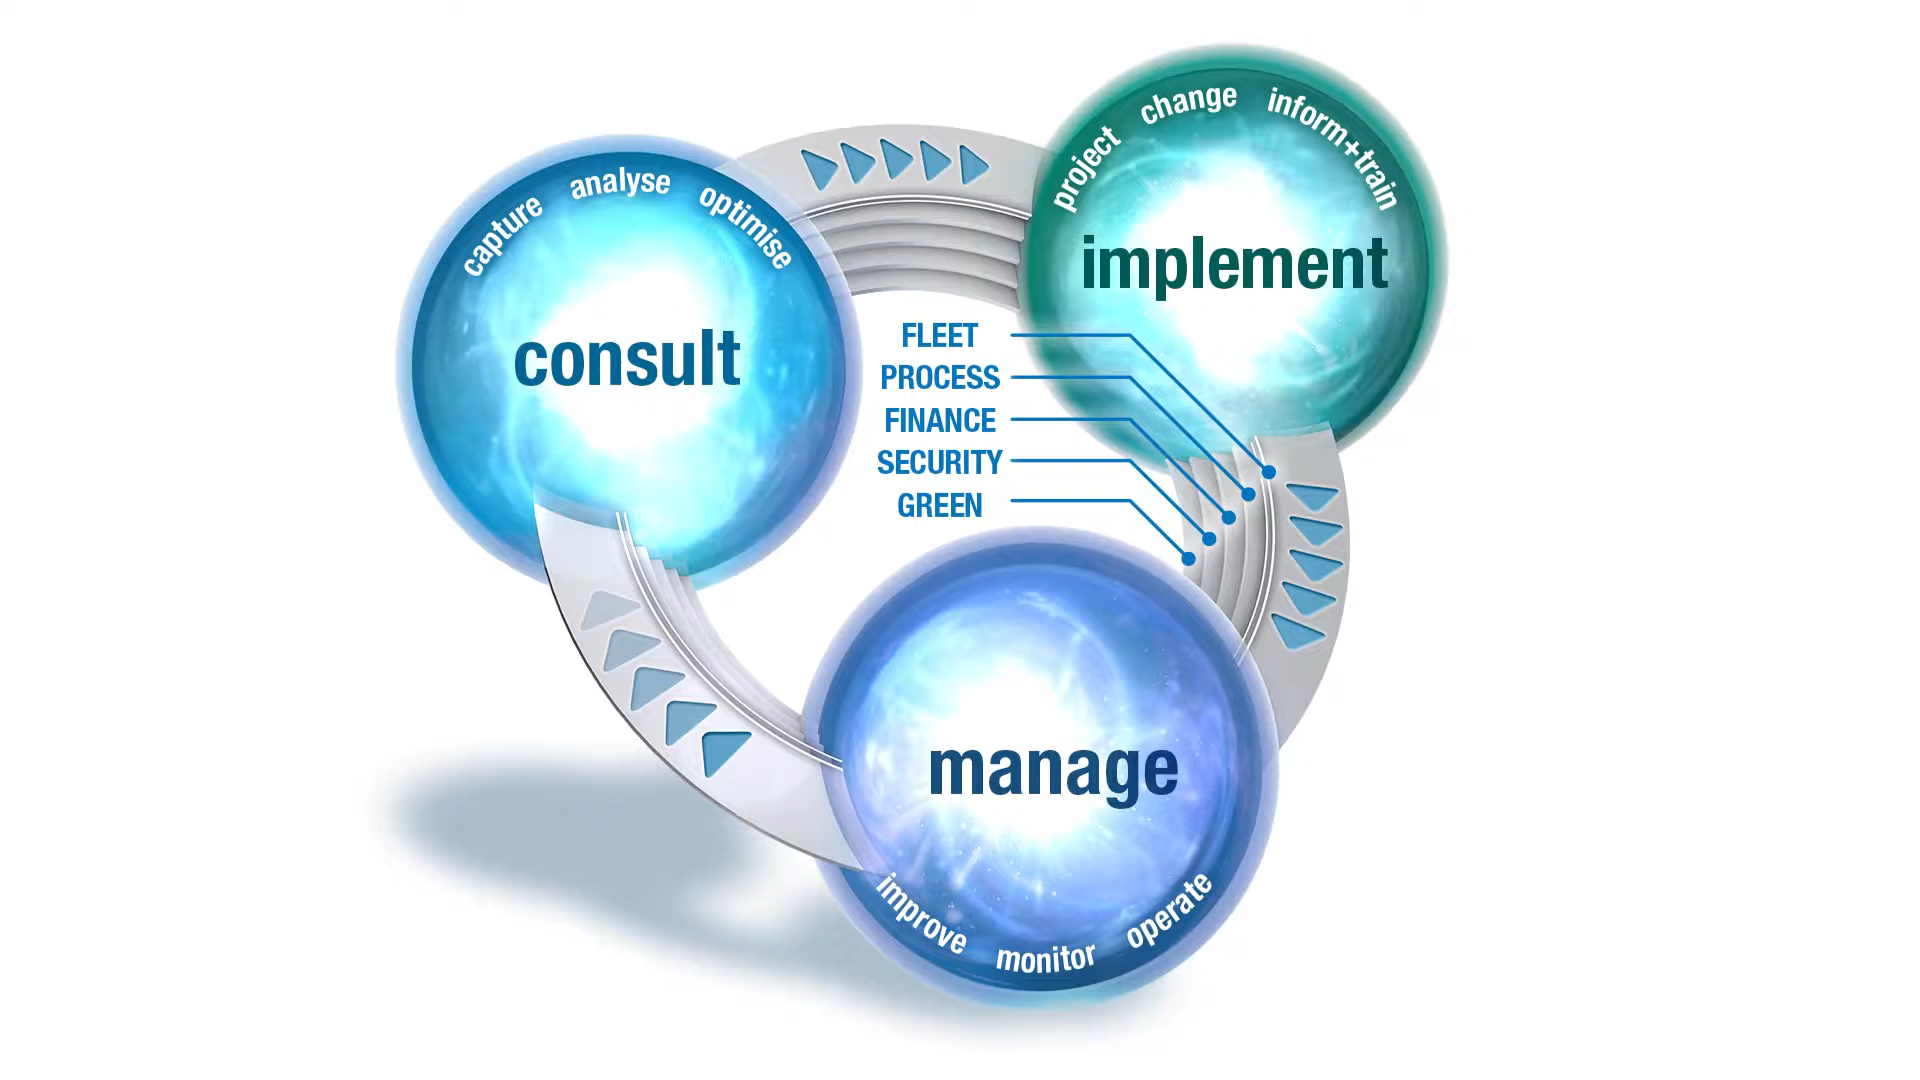 capture analyse optimise
consult
project change inform+train
implement
FLEET
PROCESS
FINANCE
SECURITY
GREEN
manage
improve monitor operate